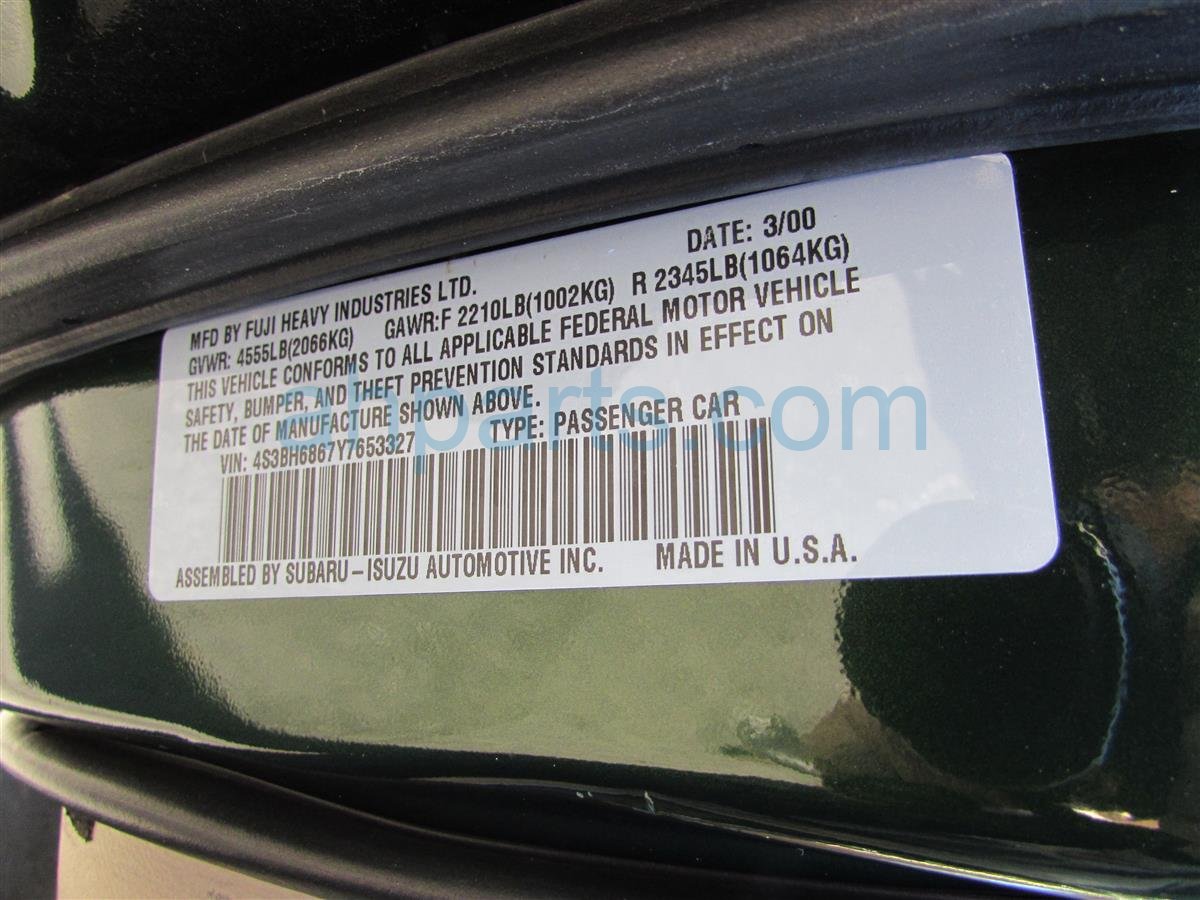 DATE: 3/00
MFD BY FUJI HEAVY INDUSTRIES LTD.
GVWR: 4555LB(2066KG) GAWR:F 2210LB(1002KG) R 2345LB(1064KG)
THIS VEHICLE CONFORMS TO ALL APPLICABLE FEDERAL MOTOR VEHICLE
SAFETY, BUMPER, AND THEFT PREVENTION STANDARDS IN EFFECT ON
THE DATE OF MANUFACTURE SHOWN ABOVE.
VIN: 4S3BH6867Y7653327 TYPE: PASSENGER CAR
ahparts.com
ASSEMBLED BY SUBARU-ISUZU AUTOMOTIVE INC. MADE IN U.S.A.